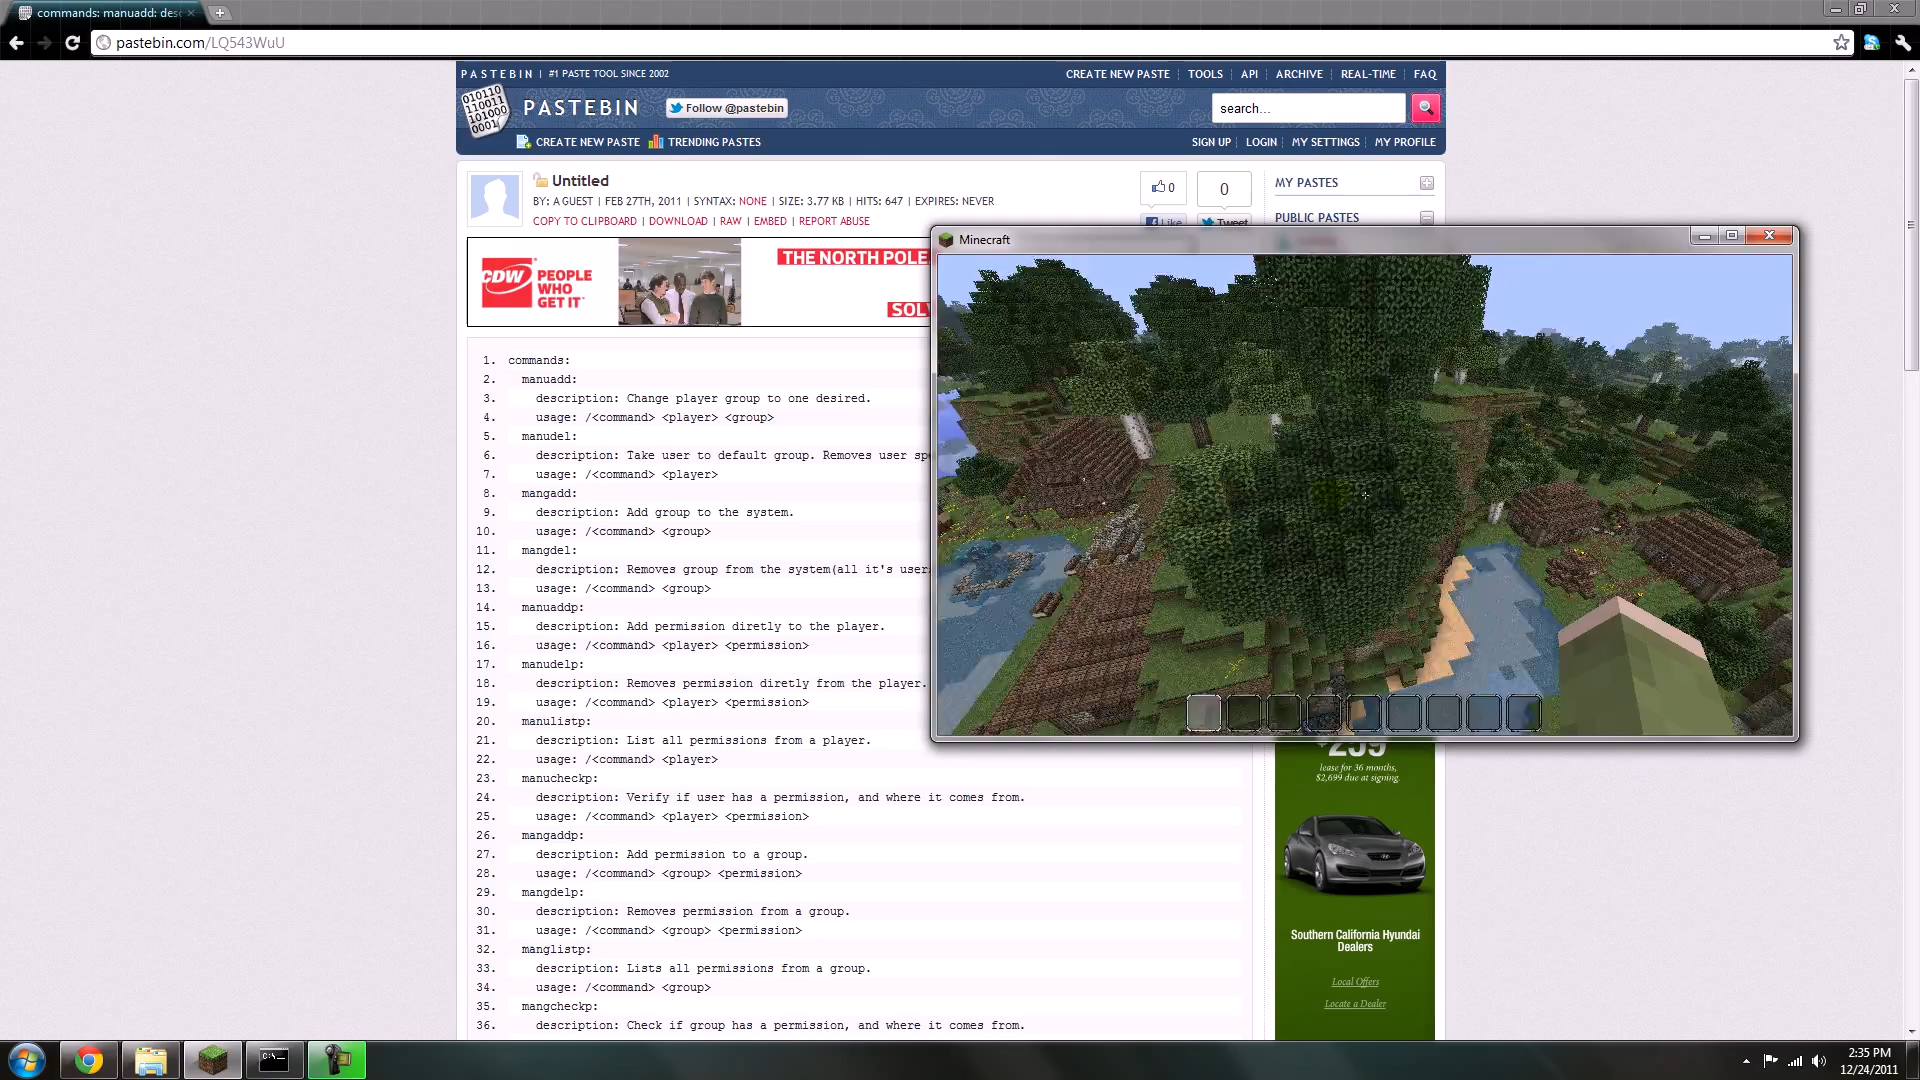 commands: manuadd: des
pastebin.com/LQ543WuU
PASTEBIN | #1 PASTE TOOL SINCE 2002
CREATE NEW PASTE TOOLS API ARCHIVE REAL-TIME FAQ
010110
110011
101000
0001
PASTEBIN
Follow @pastebin
search...
CREATE NEW PASTE TRENDING PASTES
SIGN UP LOGIN MY SETTINGS MY PROFILE
Untitled
BY: A GUEST | FEB 27TH, 2011 | SYNTAX: NONE | SIZE: 3.77 KB | HITS: 647 | EXPIRES: NEVER
COPY TO CLIPBOARD | DOWNLOAD | RAW | EMBED | REPORT ABUSE
0
Like
0
Tweet
MY PASTES
PUBLIC PASTES
CDW PEOPLE
WHO
GET IT
THE NORTH POLE
SOL
Minecraft
1. commands:
2. manuadd:
3. description: Change player group to one desired.
4. usage: /<command> <player> <group>
5. manudel:
6. description: Take user to default group. Removes user sp
7. usage: /<command> <player>
8. mangadd:
9. description: Add group to the system.
10. usage: /<command> <group>
11. mangdel:
12. description: Removes group from the system(all it's user
13. usage: /<command> <group>
14. manuaddp:
15. description: Add permission diretly to the player.
16. usage: /<command> <player> <permission>
17. manudelp:
18. description: Removes permission diretly from the player.
19. usage: /<command> <player> <permission>
20. manulistp:
21. description: List all permissions from a player.
22. usage: /<command> <player>
23. manucheckp:
24. description: Verify if user has a permission, and where it comes from.
25. usage: /<command> <player> <permission>
26. mangaddp:
27. description: Add permission to a group.
28. usage: /<command> <group> <permission>
29. mangdelp:
30. description: Removes permission from a group.
31. usage: /<command> <group> <permission>
32. manglistp:
33. description: Lists all permissions from a group.
34. usage: /<command> <group>
35. mangcheckp:
36. description: Check if group has a permission, and where it comes from.
259
lease for 36 months,
$2,699 due at signing.
Southern California Hyundai
Dealers
Local Offers
Locate a Dealer
C:\
2:35 PM
12/24/2011